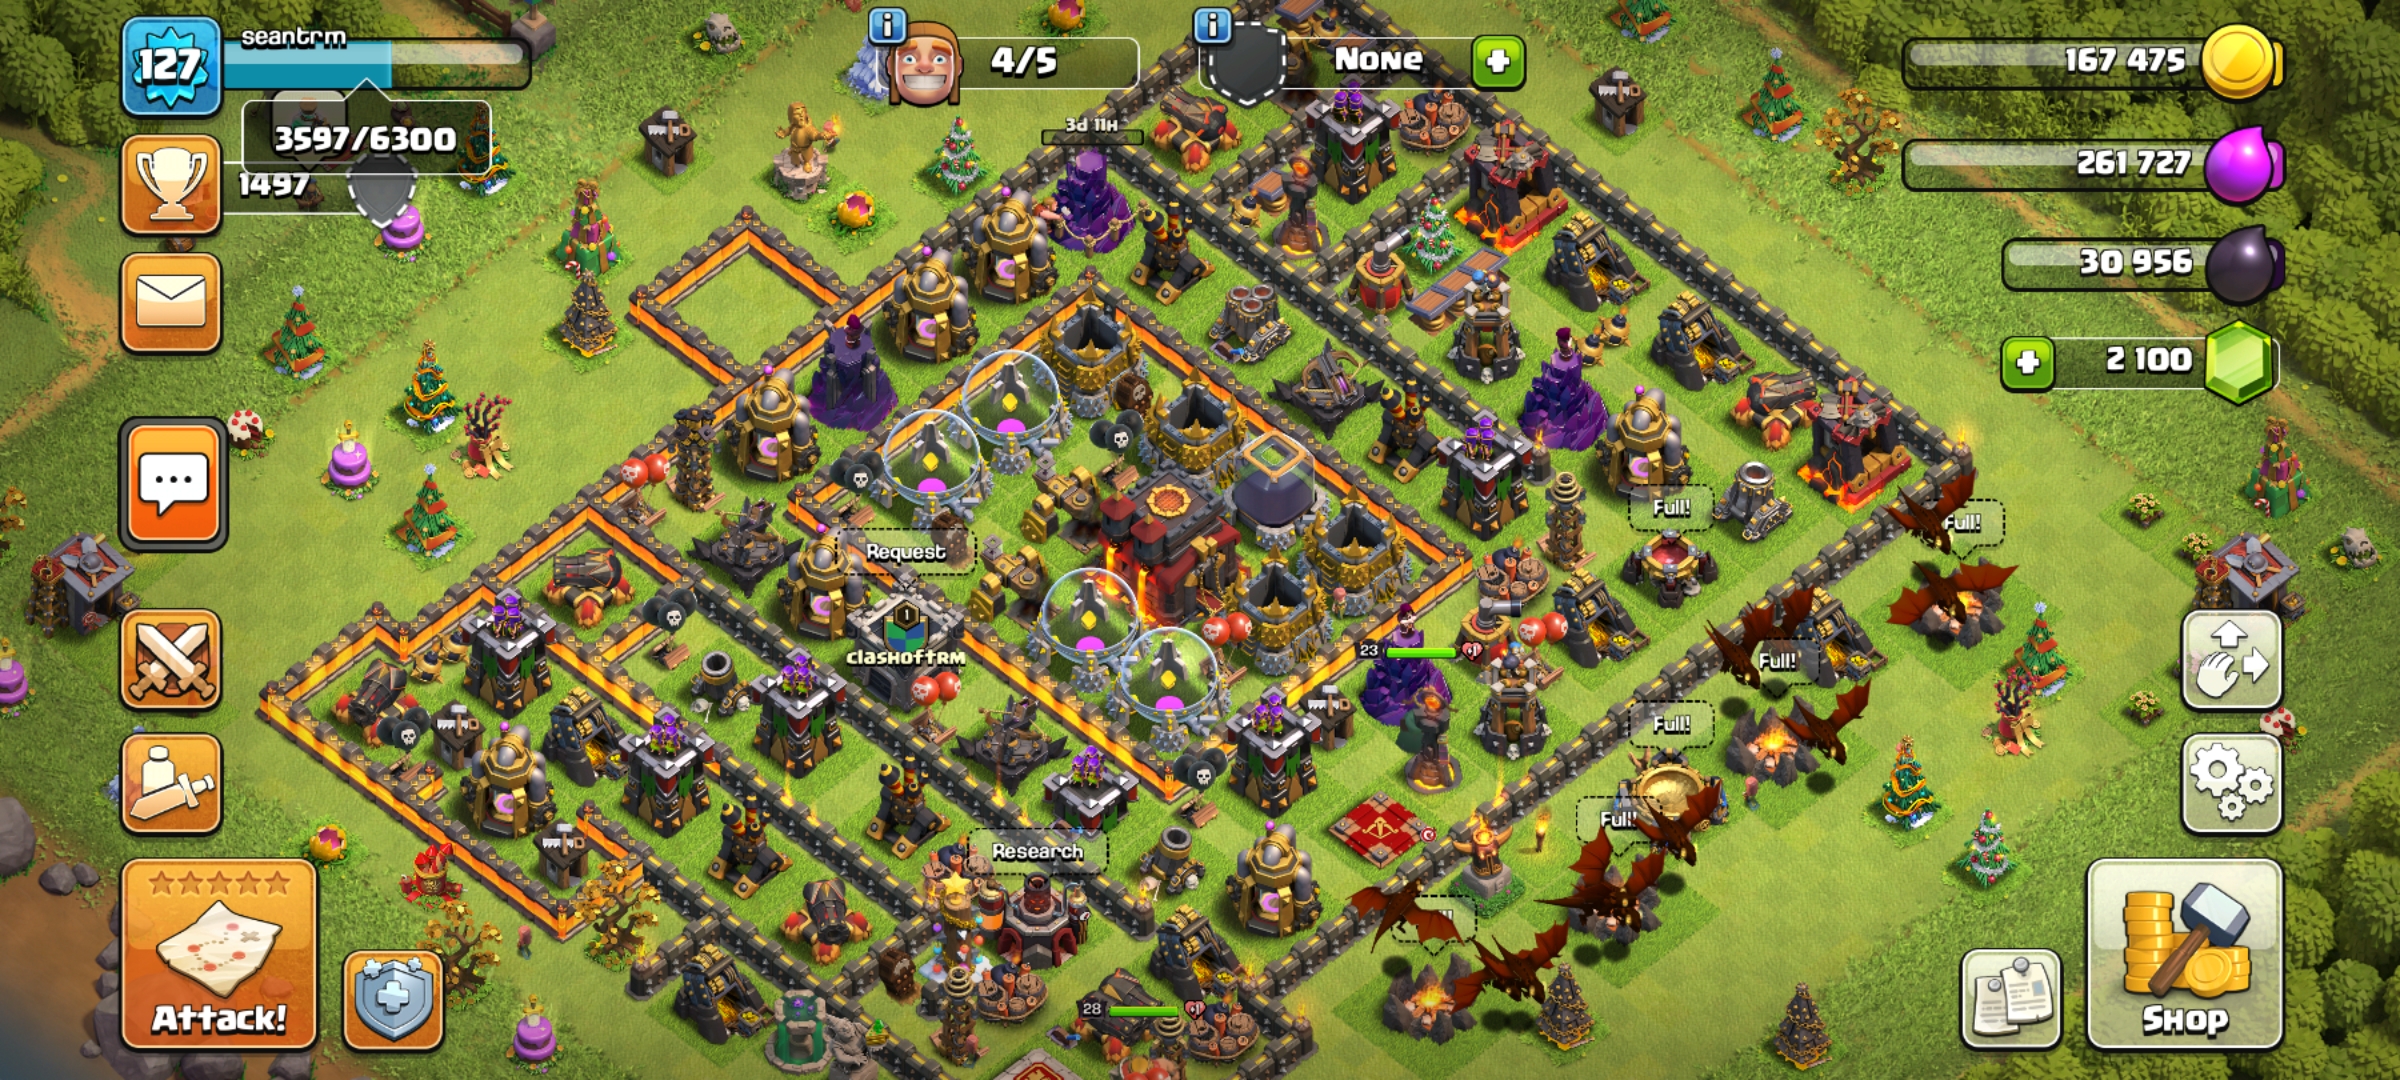 127
seantrm
3597/6300
1497
4/5
None
167 475
261 727
30 956
2 100
3d 11H
Full!
Full!
Request
clashoftRM
23
Full!
Full!
Full!
Research
28
Attack!
Shop